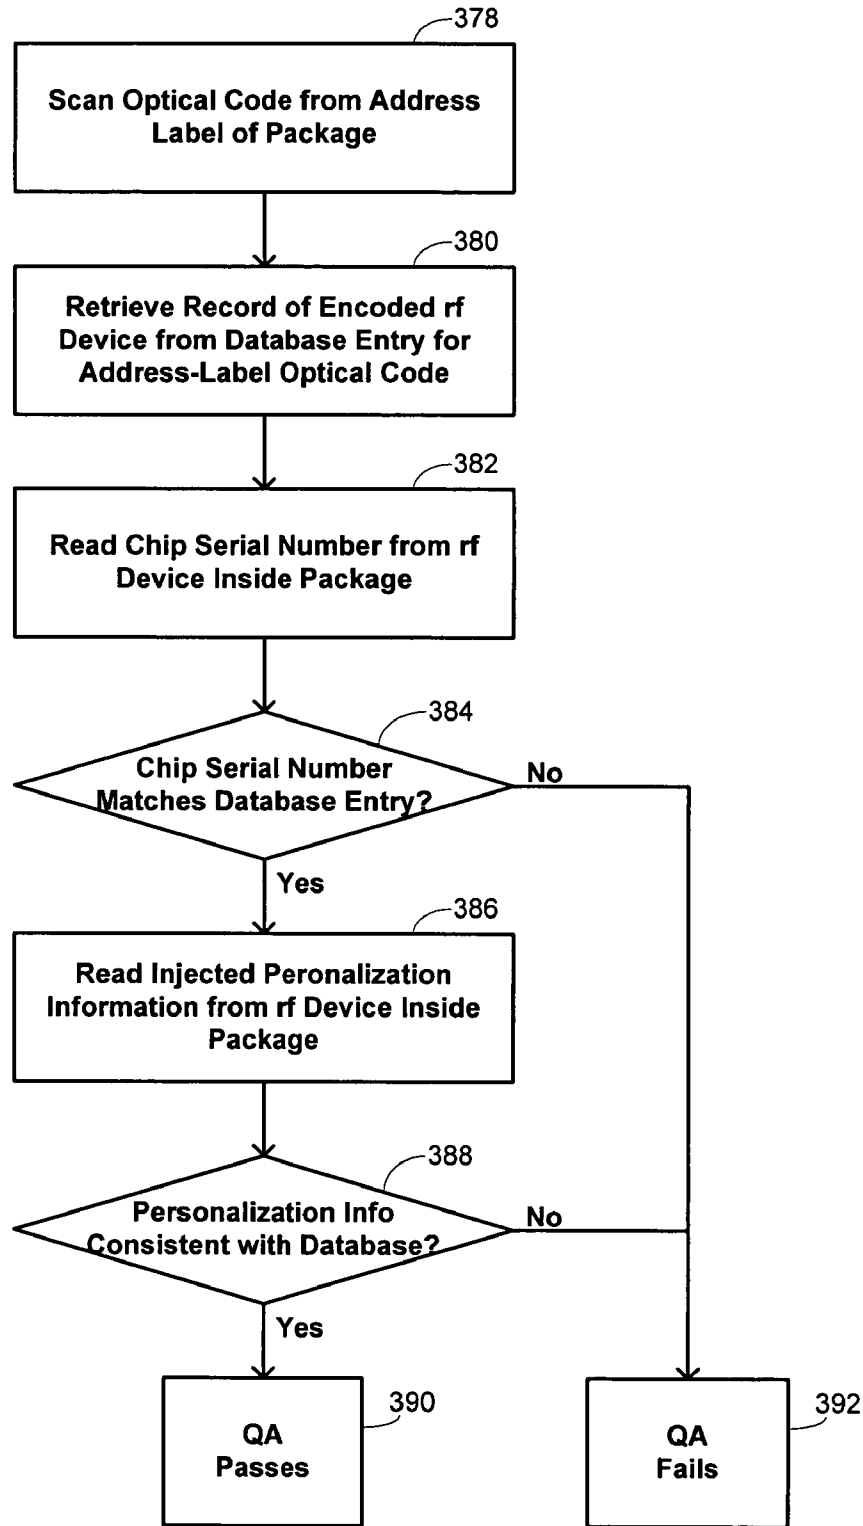 378
Scan Optical Code from Address
Label of Package
380
Retrieve Record of Encoded rf
Device from Database Entry for
Address-Label Optical Code
382
Read Chip Serial Number from rf
Device Inside Package
384
Chip Serial Number
Matches Database Entry?
No
Yes
386
Read Injected Peronalization
Information from rf Device Inside
Package
388
Personalization Info
Consistent with Database?
No
Yes
390
QA
Passes
392
QA
Fails